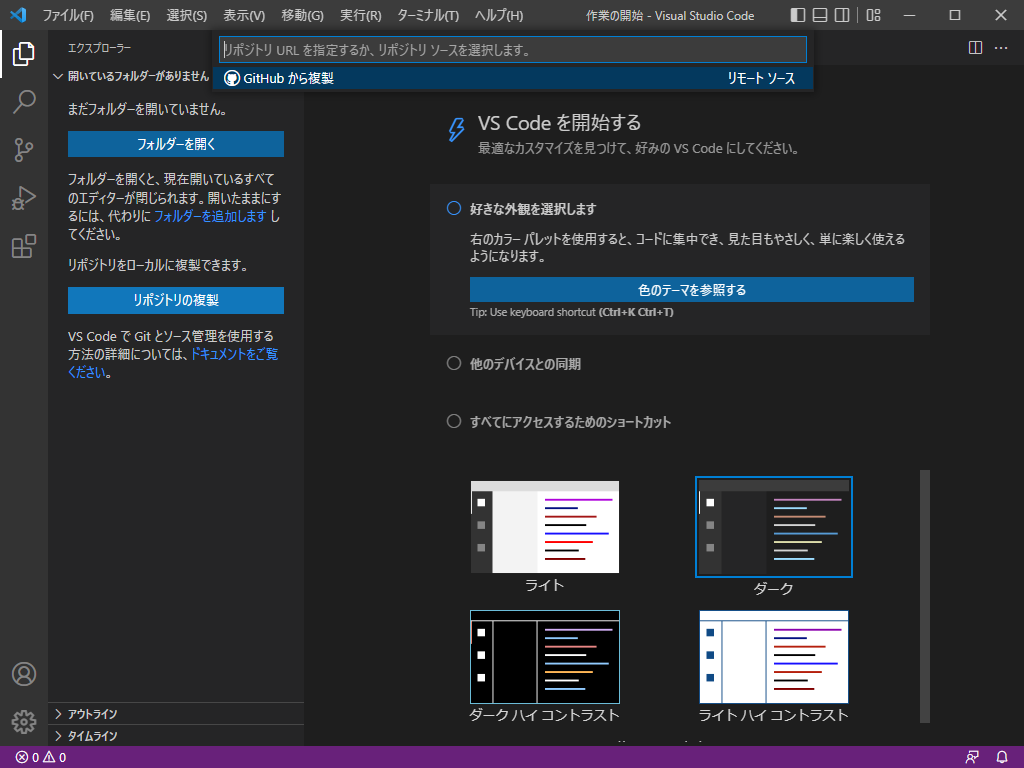 ファイル(F) 編集(E) 選択(S) 表示(V) 移動(G) 実行(R) ターミナル(T) ヘルプ(H) 作業の開始 - Visual Studio Code
リポジトリ URL を指定するか、リポジトリ ソースを選択します。
GitHub から複製 リモート ソース
エクスプローラー
開いているフォルダーがありません
まだフォルダーを開いていません。
フォルダーを開く
フォルダーを開くと、現在開いているすべて
のエディターが閉じられます。開いたままにす
るには、代わりに フォルダーを追加します し
てください。
リポジトリをローカルに複製できます。
リポジトリの複製
VS Code で Git とソース管理を使用する
方法の詳細については、ドキュメントをご覧
ください。
アウトライン
タイムライン
VS Code を開始する
最適なカスタマイズを見つけて、好みの VS Code にしてください。
好きな外観を選択します
右のカラー パレットを使用すると、コードに集中でき、見た目もやさしく、単に楽しく使える
ようになります。
色のテーマを参照する
Tip: Use keyboard shortcut (Ctrl+K Ctrl+T)
他のデバイスとの同期
すべてにアクセスするためのショートカット
ライト
ダーク
ダーク ハイ コントラスト
ライト ハイ コントラスト
0 0